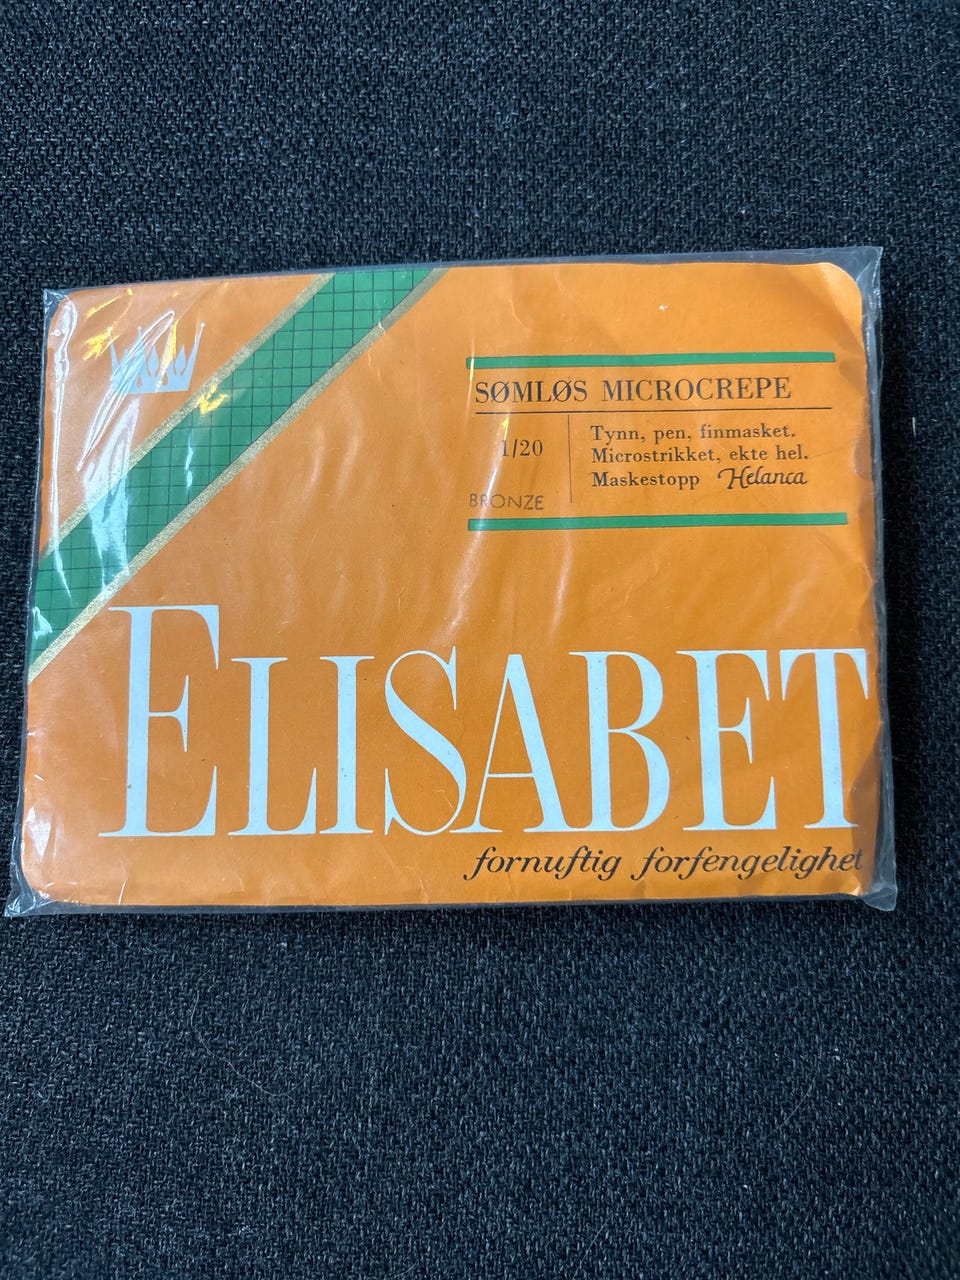 SØMLØS MICROCREPE
1/20
BRONZE
Tynn, pen, finmasket.
Microstrikket, ekte hel.
Maskestopp Helanca
ELISABET
fornuftig forfengelighet